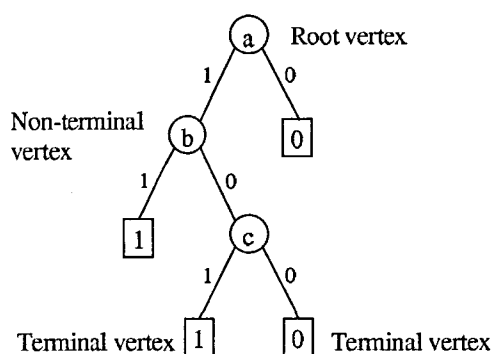 a Root vertex
1 0
Non-terminal
vertex
b 0
1 0
1 c
1 0
Terminal vertex 1 0 Terminal vertex